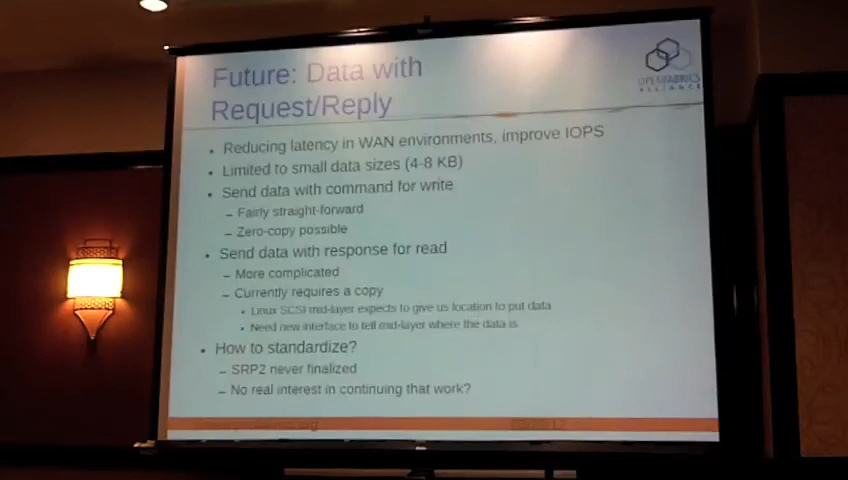 Future: Data with
Request/Reply
OPENFABRICS
ALLIANCE
• Reducing latency in WAN environments, improve IOPS
• Limited to small data sizes (4-8 KB)
• Send data with command for write
– Fairly straight-forward
– Zero-copy possible
• Send data with response for read
– More complicated
– Currently requires a copy
• Linux SCSI mid-layer expects to give us location to put data
• Need new interface to tell mid-layer where the data is
• How to standardize?
– SRP2 never finalized
– No real interest in continuing that work?